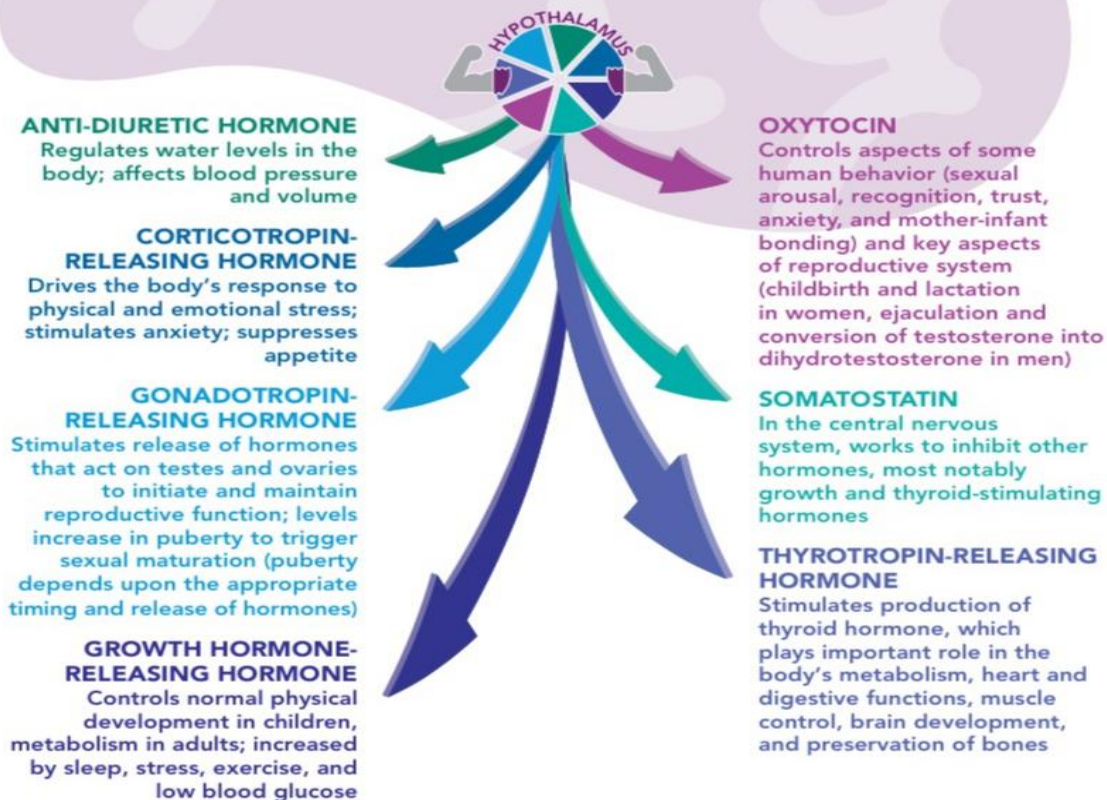 HYPOTHALAMUS
ANTI-DIURETIC HORMONE
Regulates water levels in the
body; affects blood pressure
and volume
CORTICOTROPIN-
RELEASING HORMONE
Drives the body's response to
physical and emotional stress;
stimulates anxiety; suppresses
appetite
GONADOTROPIN-
RELEASING HORMONE
Stimulates release of hormones
that act on testes and ovaries
to initiate and maintain
reproductive function; levels
increase in puberty to trigger
sexual maturation (puberty
depends upon the appropriate
timing and release of hormones)
GROWTH HORMONE-
RELEASING HORMONE
Controls normal physical
development in children,
metabolism in adults; increased
by sleep, stress, exercise, and
low blood glucose
OXYTOCIN
Controls aspects of some
human behavior (sexual
arousal, recognition, trust,
anxiety, and mother-infant
bonding) and key aspects
of reproductive system
(childbirth and lactation
in women, ejaculation and
conversion of testosterone into
dihydrotestosterone in men)
SOMATOSTATIN
In the central nervous
system, works to inhibit other
hormones, most notably
growth and thyroid-stimulating
hormones
THYROTROPIN-RELEASING
HORMONE
Stimulates production of
thyroid hormone, which
plays important role in the
body's metabolism, heart and
digestive functions, muscle
control, brain development,
and preservation of bones